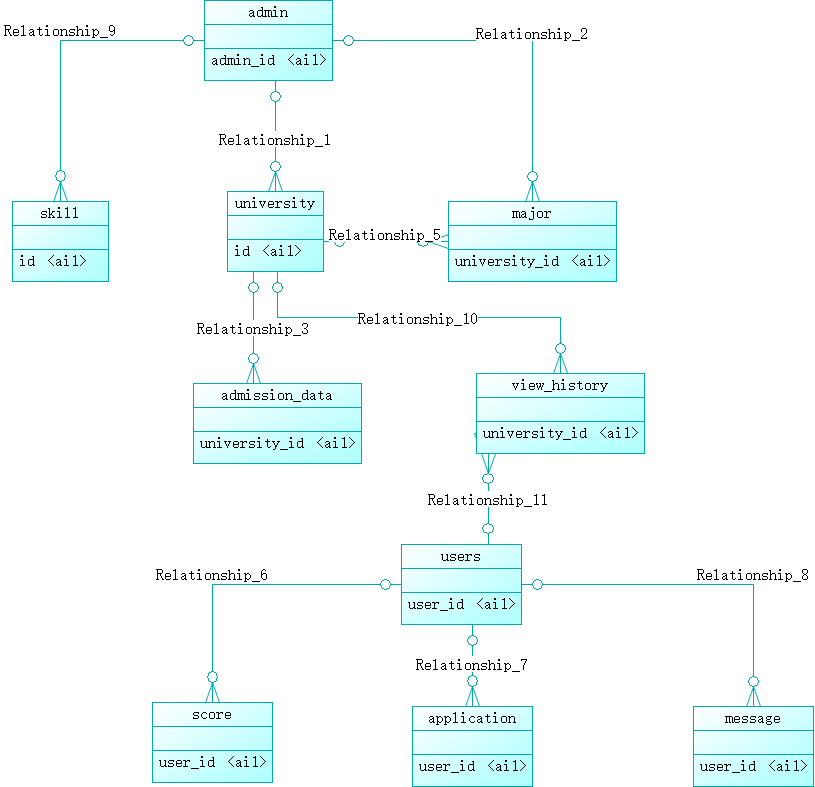 admin
admin_id <ai1>
Relationship_9
Relationship_2
Relationship_1
skill
id <ai1>
university
id <ai1>
Relationship_5
major
university_id <ai1>
Relationship_3
Relationship_10
admission_data
university_id <ai1>
view_history
university_id <ai1>
Relationship_11
users
user_id <ai1>
Relationship_6
Relationship_8
Relationship_7
score
user_id <ai1>
application
user_id <ai1>
message
user_id <ai1>